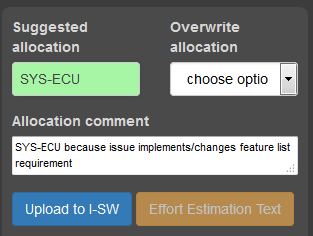 Suggested allocation
Overwrite allocation
SYS-ECU
choose optio
Allocation comment
SYS-ECU because issue implements/changes feature list
requirement
Upload to I-SW
Effort Estimation Text